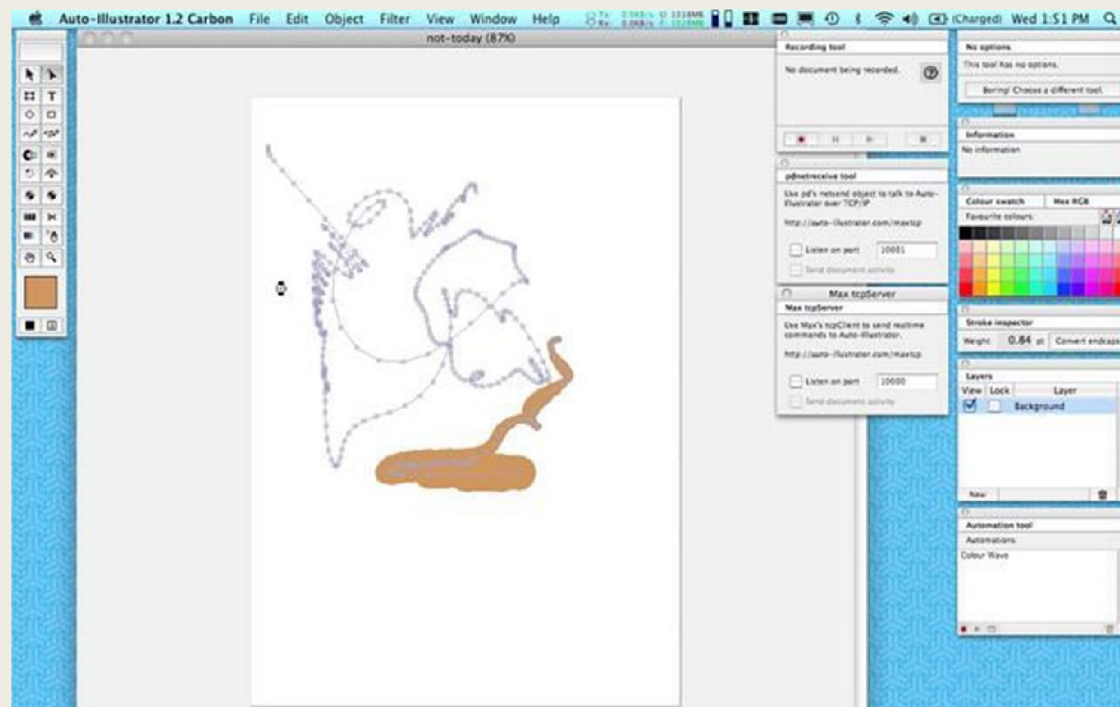 Auto-Illustrator 1.2 Carbon File Edit Object Filter View Window Help (Charged) Wed 1:51 PM
not-today (87%)
Recording tool
No document being recorded.
pdnetreceive tool
Use pd's netsend object to talk to Auto-
Illustrator over TCP/IP
http://auto-illustrator.com/maxtcp
Listen on port 10001
Send document activity
Max tcpServer
Max tcpServer
Use Max's tcpClient to send realtime
commands to Auto-Illustrator.
http://auto-illustrator.com/maxtcp
Listen on port 10000
Send document activity
No options
This tool has no options.
Boring! Choose a different tool.
Information
No information
Colour swatch Hex RGB
Favourite colours
Stroke inspector
Weight: 0.84 pt Convert endcaps
Layers
View Lock Layer
Background
New
Automation tool
Automations
Colour Wave